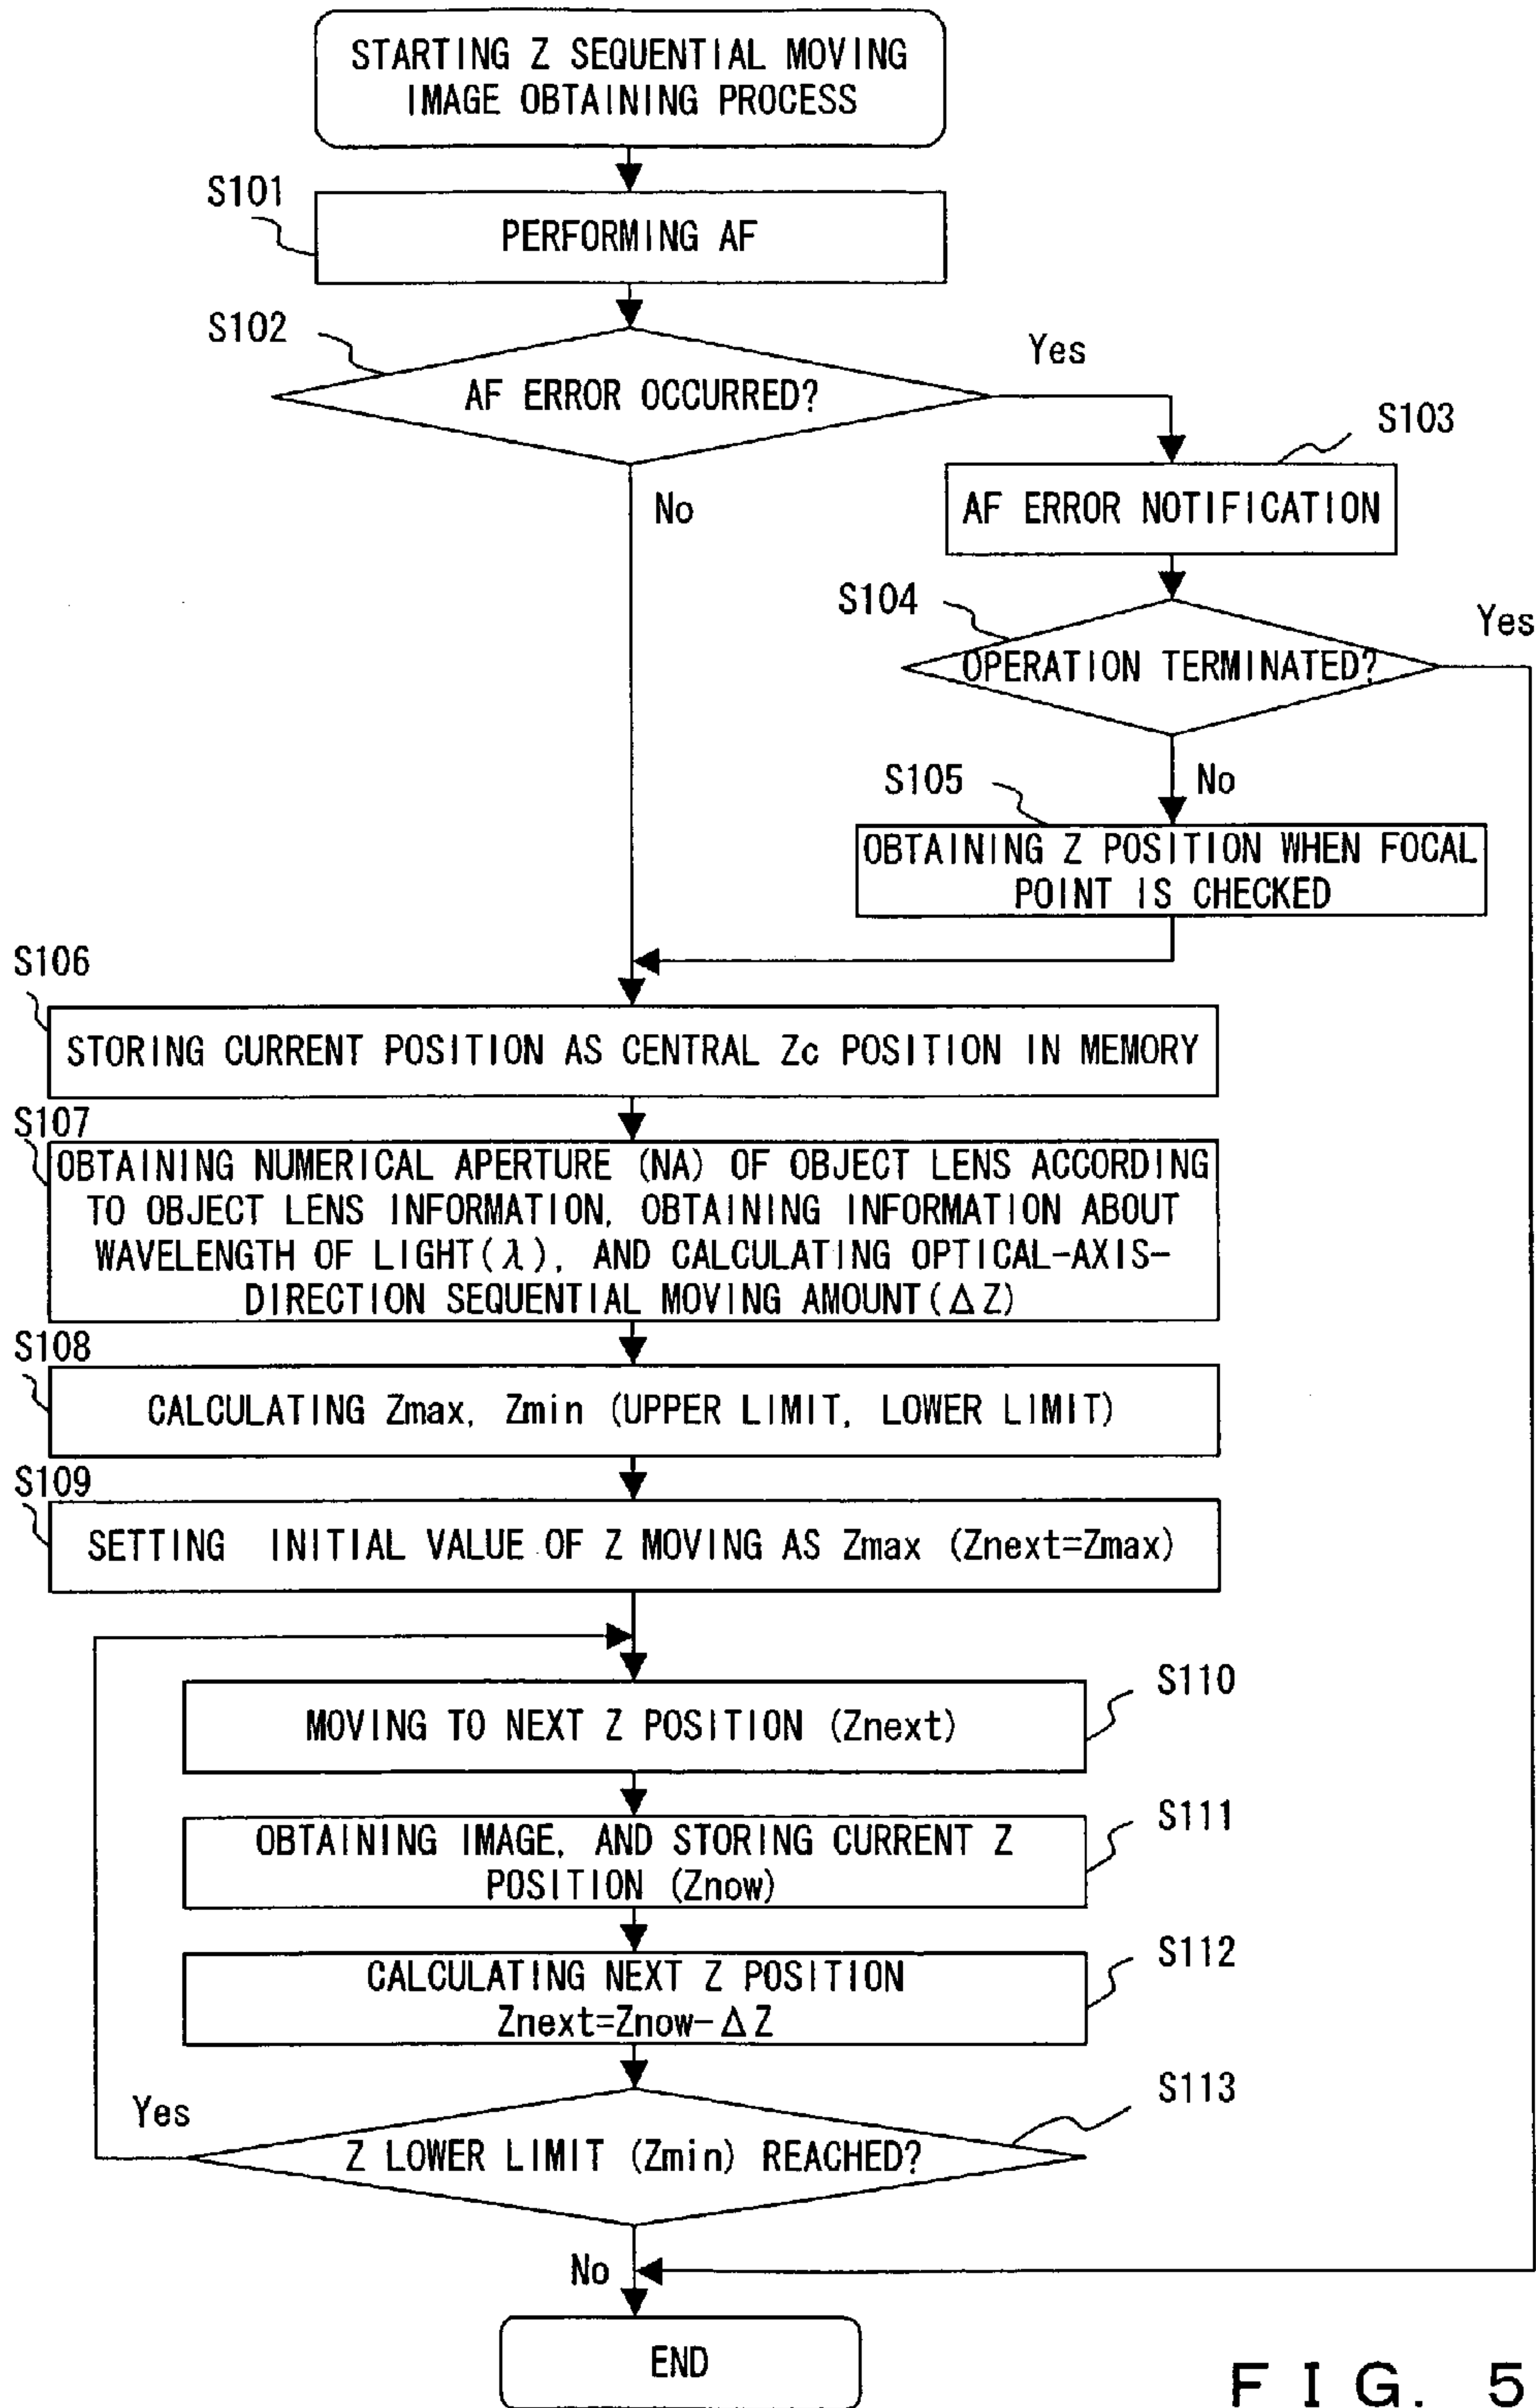 STARTING Z SEQUENTIAL MOVING
IMAGE OBTAINING PROCESS
S101
PERFORMING AF
S102
AF ERROR OCCURRED?
Yes
No
S103
AF ERROR NOTIFICATION
S104
OPERATION TERMINATED?
Yes
No
S105
OBTAINING Z POSITION WHEN FOCAL
POINT IS CHECKED
S106
STORING CURRENT POSITION AS CENTRAL Zc POSITION IN MEMORY
S107
OBTAINING NUMERICAL APERTURE (NA) OF OBJECT LENS ACCORDING
TO OBJECT LENS INFORMATION, OBTAINING INFORMATION ABOUT
WAVELENGTH OF LIGHT(λ), AND CALCULATING OPTICAL-AXIS-
DIRECTION SEQUENTIAL MOVING AMOUNT(ΔZ)
S108
CALCULATING Zmax, Zmin (UPPER LIMIT, LOWER LIMIT)
S109
SETTING INITIAL VALUE OF Z MOVING AS Zmax (Znext=Zmax)
S110
MOVING TO NEXT Z POSITION (Znext)
S111
OBTAINING IMAGE, AND STORING CURRENT Z
POSITION (Znow)
S112
CALCULATING NEXT Z POSITION
Znext=Znow-ΔZ
S113
Z LOWER LIMIT (Zmin) REACHED?
Yes
No
END
FIG. 5